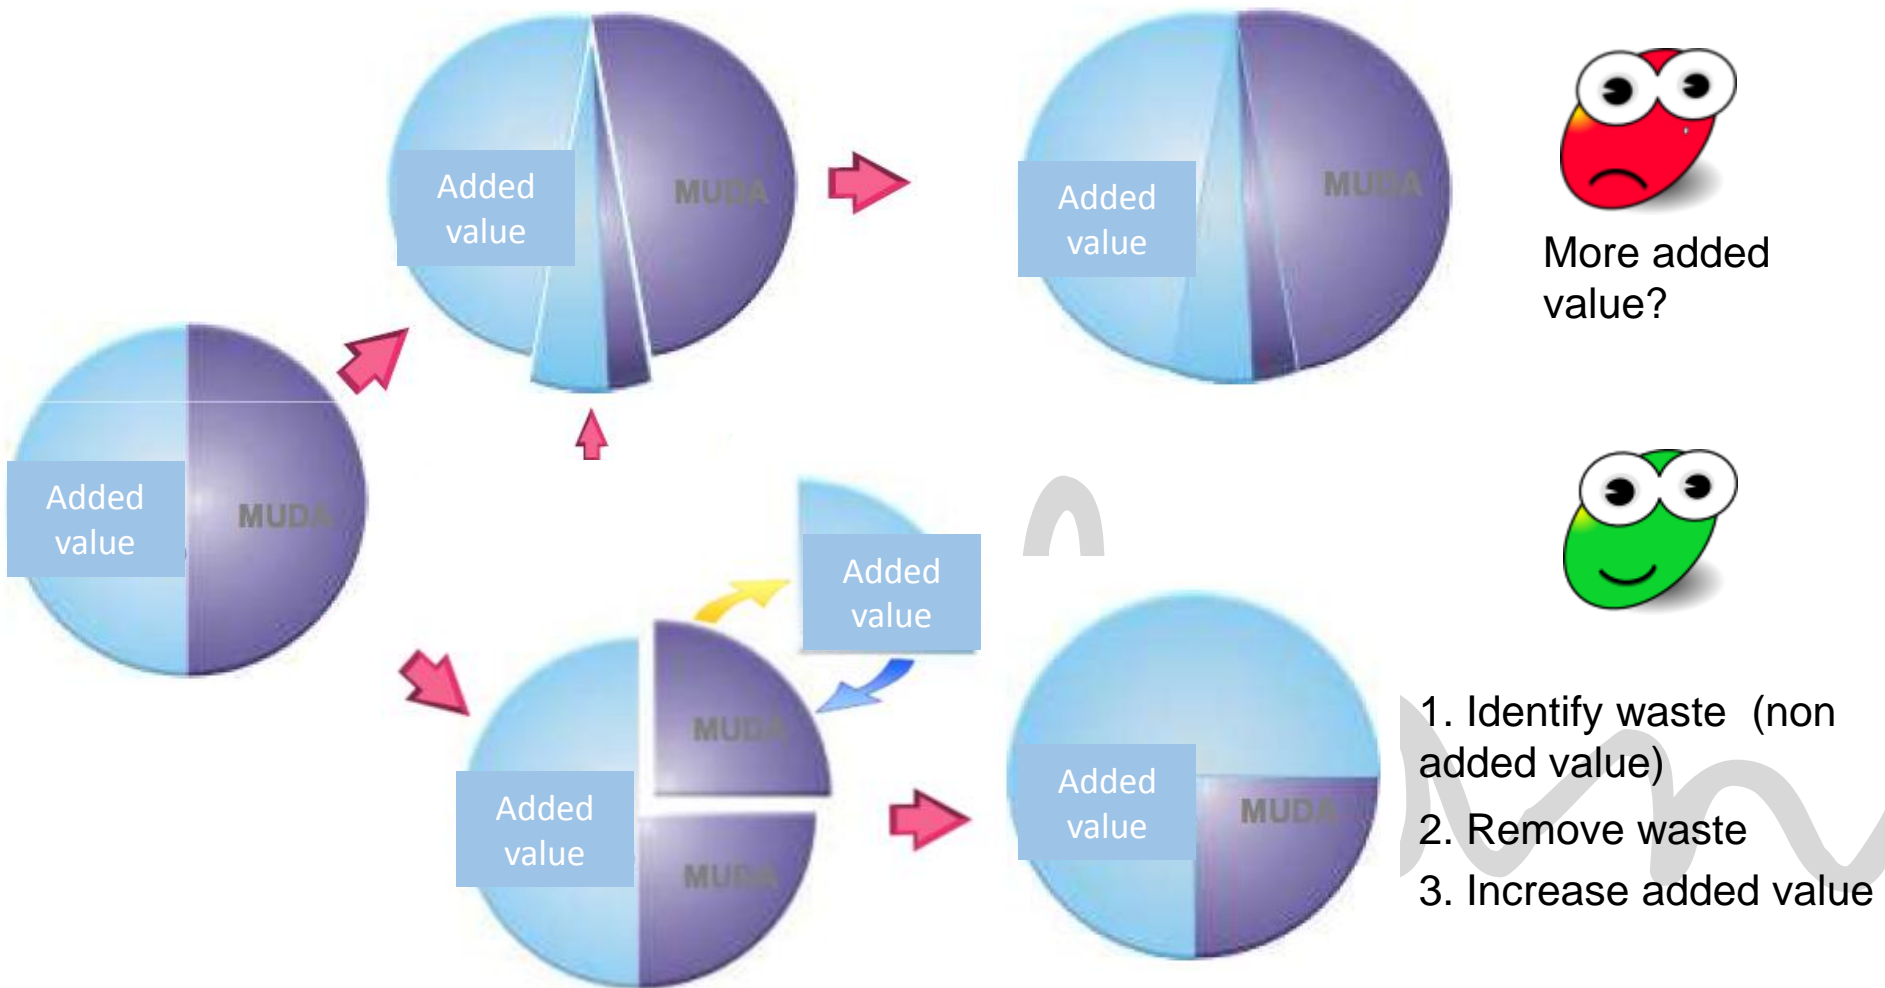 Added
value
MUDA
Added
value
MUDA
More added
value?
Added
value
MUDA
Added
value
MUDA
Added
value
MUDA
Added
value
MUDA
1. Identify waste (non
added value)
2. Remove waste
3. Increase added value